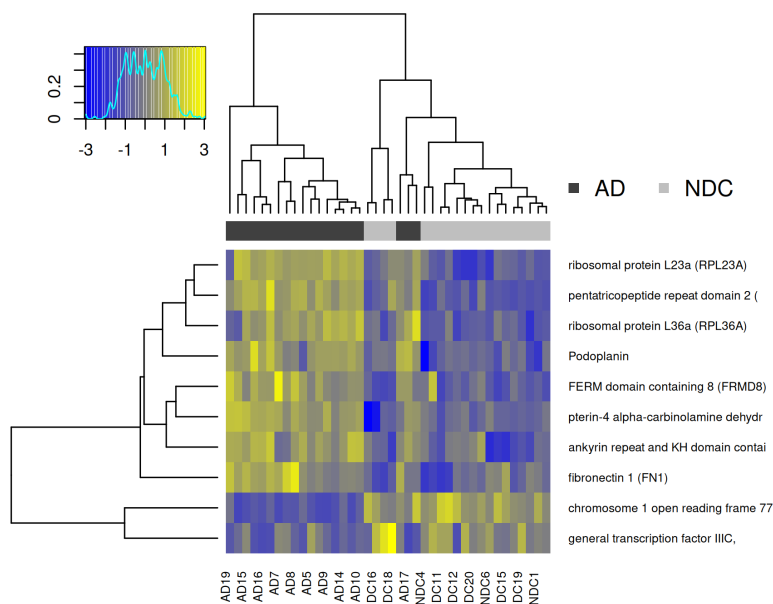 0.2
0
-3 -1 1 3
AD NDC
ribosomal protein L23a (RPL23A)
pentatricopeptide repeat domain 2 (
ribosomal protein L36a (RPL36A)
Podoplanin
FERM domain containing 8 (FRMD8)
pterin-4 alpha-carbinolamine dehydr
ankyrin repeat and KH domain contai
fibronectin 1 (FN1)
chromosome 1 open reading frame 77
general transcription factor IIIC,
AD19 AD15 AD16 AD7 AD8 AD5 AD9 AD14 AD10 DC16 DC18 AD17 NDC4 DC11 DC12 DC20 NDC6 DC15 DC19 NDC1